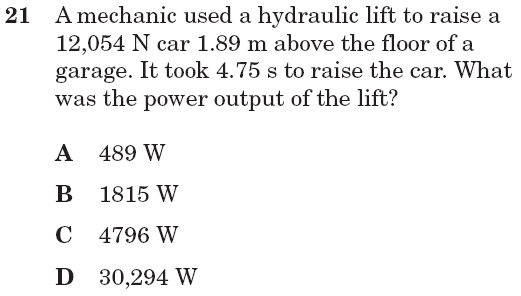 21 A mechanic used a hydraulic lift to raise a
12,054 N car 1.89 m above the floor of a
garage. It took 4.75 s to raise the car. What
was the power output of the lift?
A 489 W
B 1815 W
C 4796 W
D 30,294 W